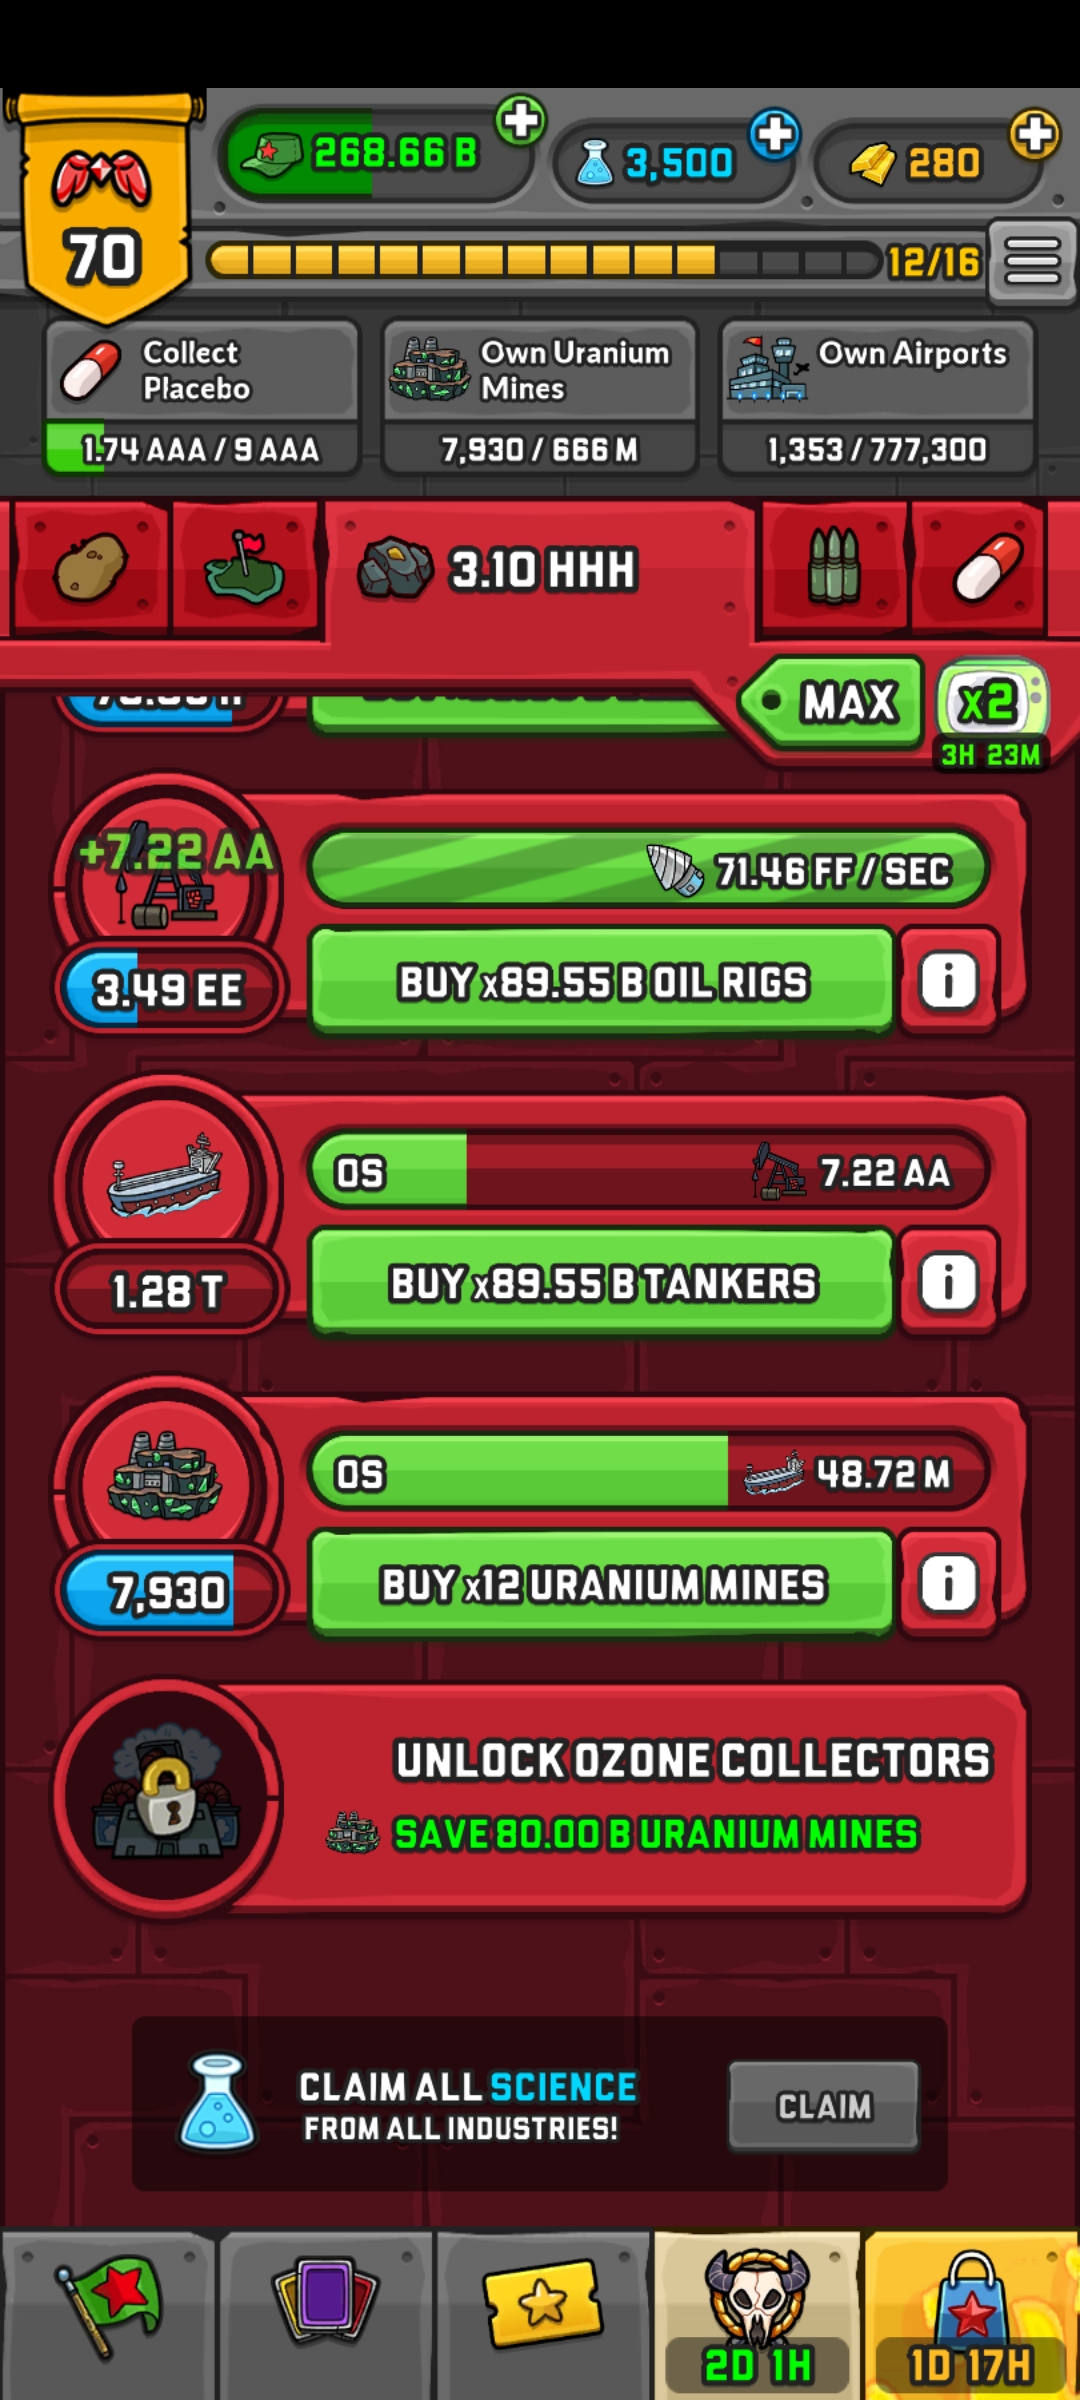 70
268.66 B
3,500
280
12/16
Collect
Placebo
1.74 AAA / 9 AAA
Own Uranium
Mines
7,930 / 666 M
Own Airports
1,353 / 777,300
3.10 HHH
MAX
x2
3H 23M
+7.22 AA
71.46 FF / SEC
3.49 EE
BUY x89.55 B OIL RIGS
i
0S
7.22 AA
1.28 T
BUY x89.55 B TANKERS
i
0S
48.72 M
7,930
BUY x12 URANIUM MINES
i
UNLOCK OZONE COLLECTORS
SAVE 80.00 B URANIUM MINES
CLAIM ALL SCIENCE
FROM ALL INDUSTRIES!
CLAIM
2D 1H
1D 17H